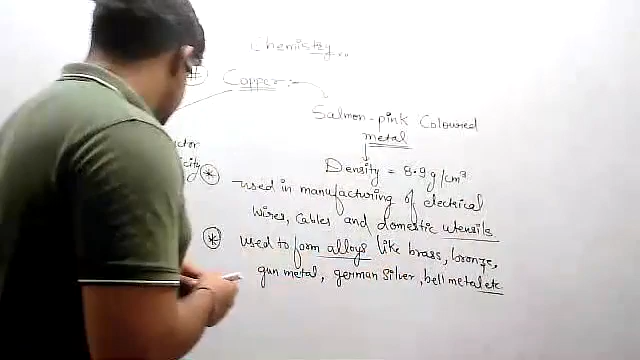 Chemistry..
# Copper:-
Salmon-pink Coloured
metal
Density = 8.9 g/cm³
* used in manufacturing of electrical
wires, Cables and domestic utensils
* used to form alloys like brass, bronze,
gun metal, german silver, bell metal etc